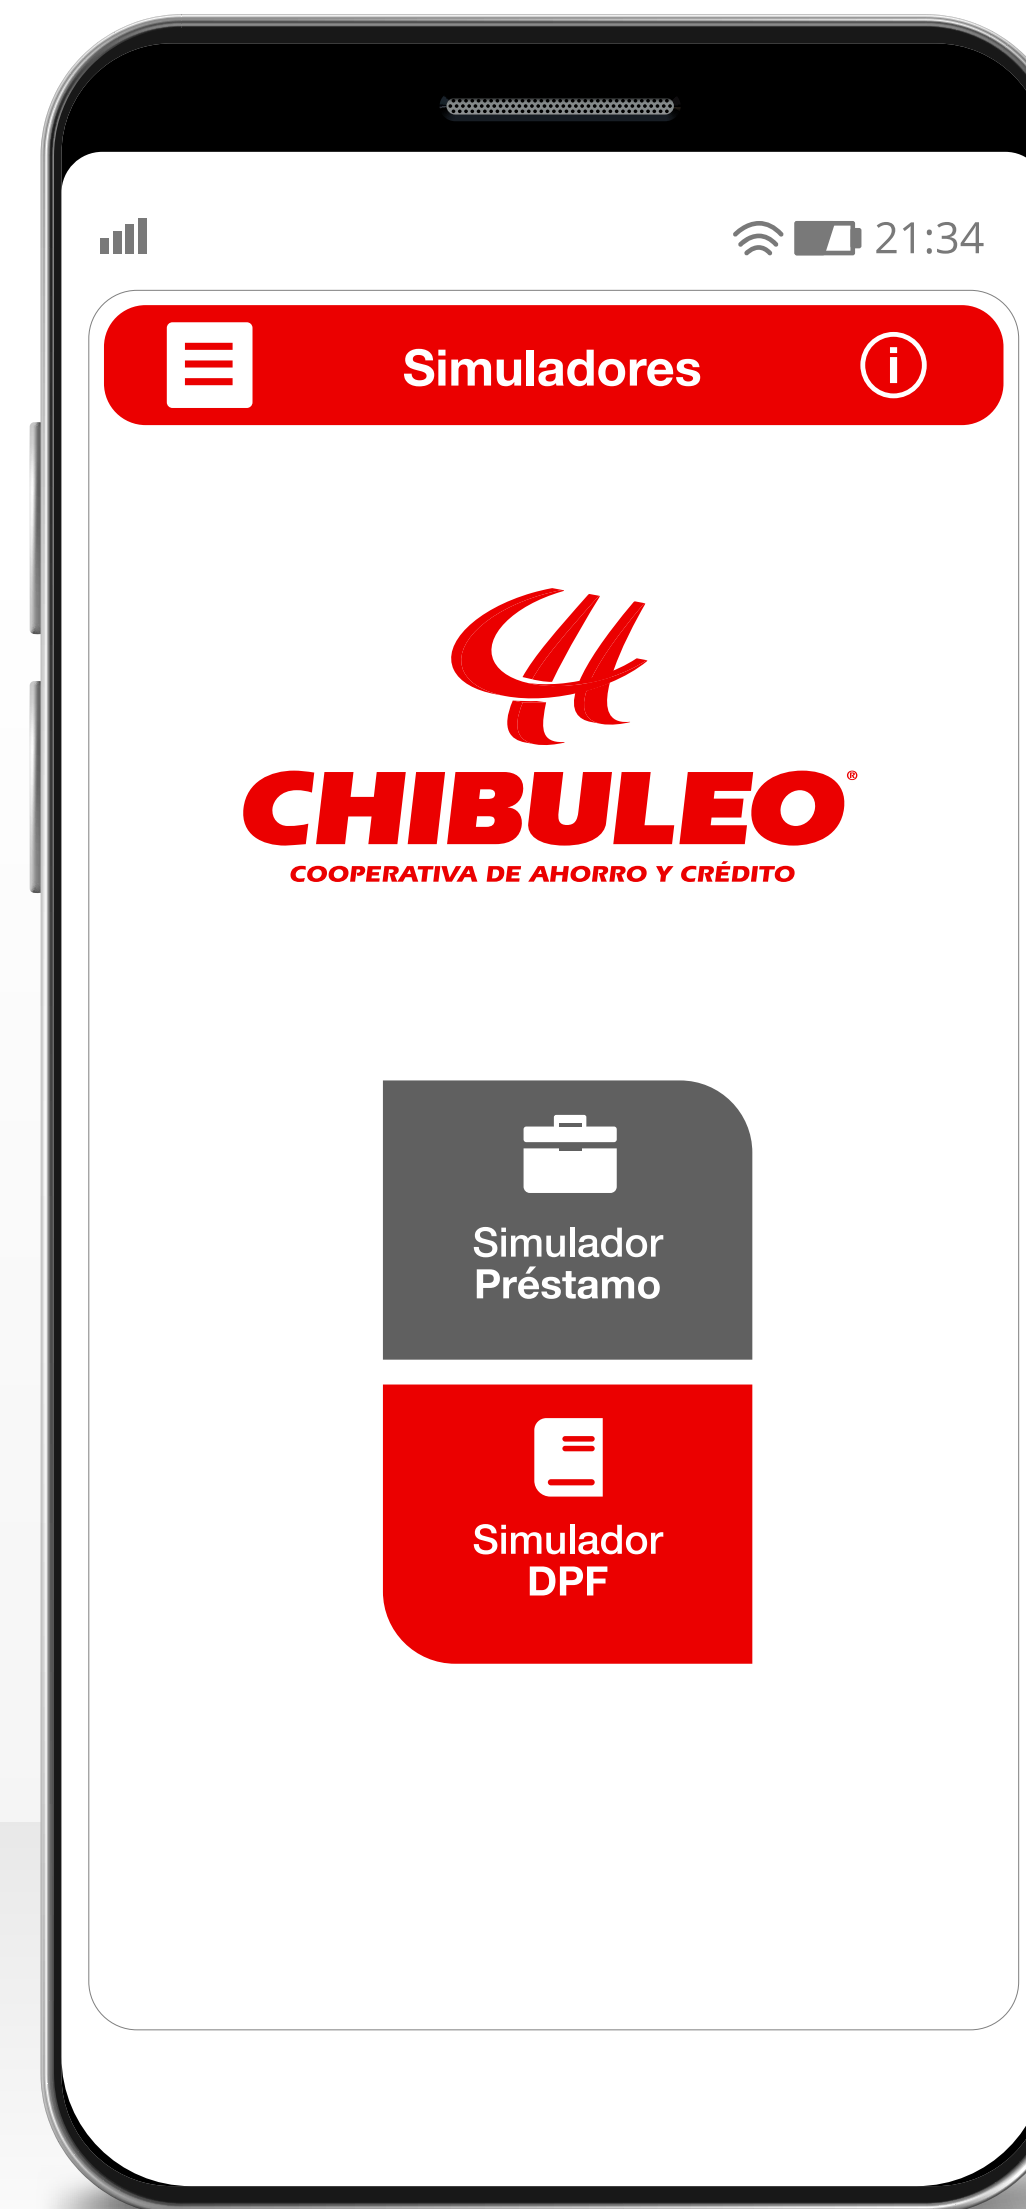 21:34
Simuladores
CHIBULEO®
COOPERATIVA DE AHORRO Y CRÉDITO
Simulador
Préstamo
Simulador
DPF